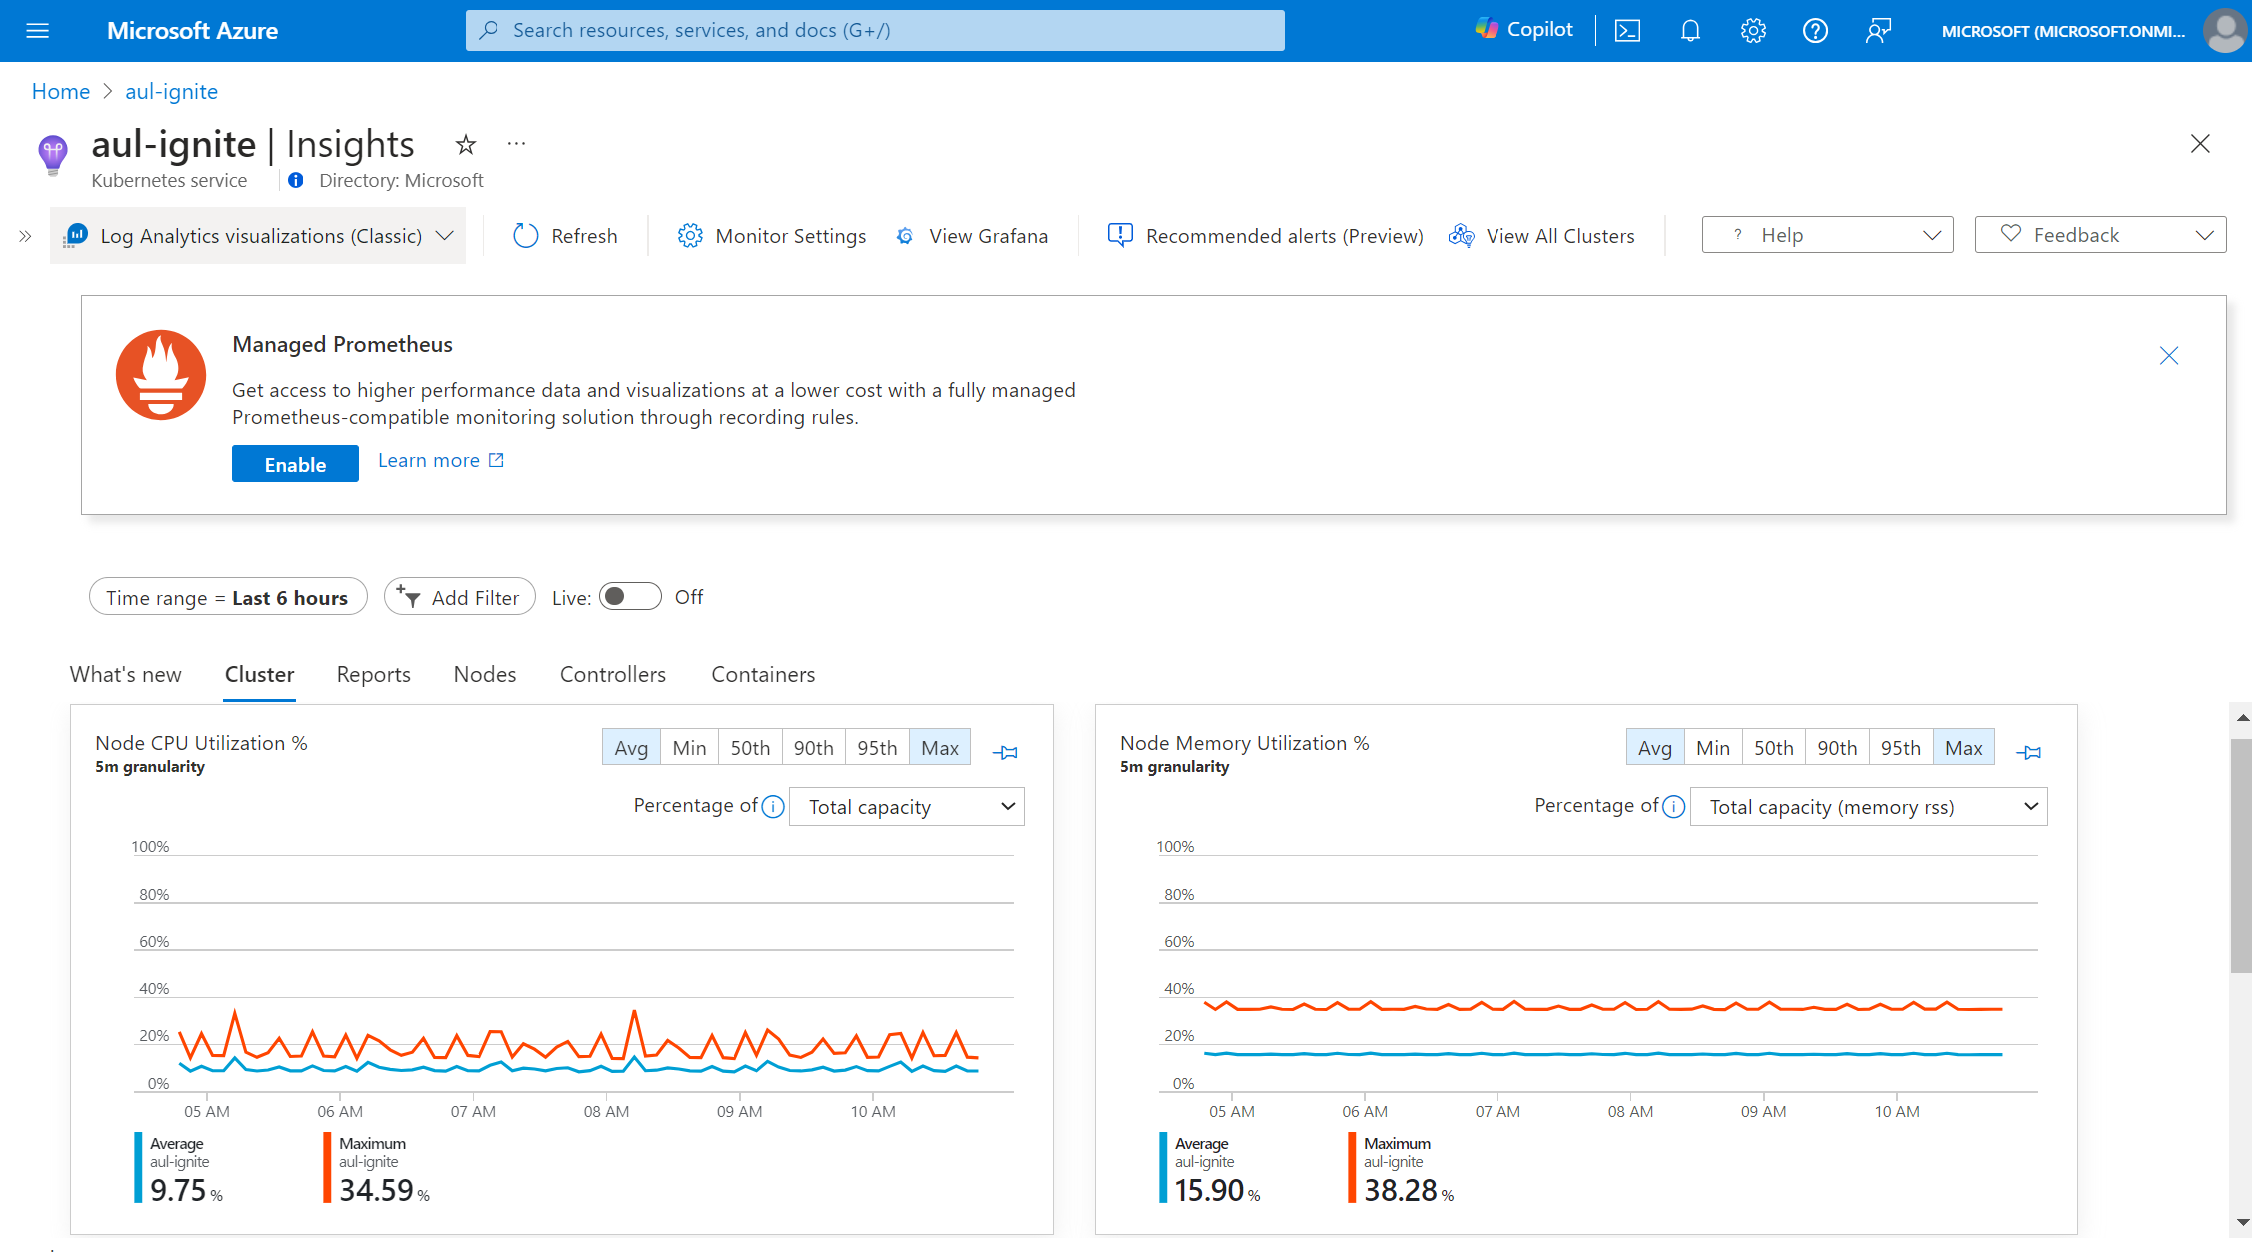 Microsoft Azure
Search resources, services, and docs (G+/)
Copilot
MICROSOFT (MICROSOFT.ONMI...
Home > aul-ignite
aul-ignite | Insights
Kubernetes service
Directory: Microsoft
Log Analytics visualizations (Classic)
Refresh
Monitor Settings
View Grafana
Recommended alerts (Preview)
View All Clusters
? Help
Feedback
Managed Prometheus
Get access to higher performance data and visualizations at a lower cost with a fully managed
Prometheus-compatible monitoring solution through recording rules.
Enable
Learn more
Time range = Last 6 hours
Add Filter
Live:
Off
What's new
Cluster
Reports
Nodes
Controllers
Containers
Node CPU Utilization %
5m granularity
Avg
Min
50th
90th
95th
Max
Percentage of
Total capacity
100%
80%
60%
40%
20%
0%
05 AM
06 AM
07 AM
08 AM
09 AM
10 AM
Average
aul-ignite
9.75 %
Maximum
aul-ignite
34.59 %
Node Memory Utilization %
5m granularity
Avg
Min
50th
90th
95th
Max
Percentage of
Total capacity (memory rss)
100%
80%
60%
40%
20%
0%
05 AM
06 AM
07 AM
08 AM
09 AM
10 AM
Average
aul-ignite
15.90 %
Maximum
aul-ignite
38.28 %